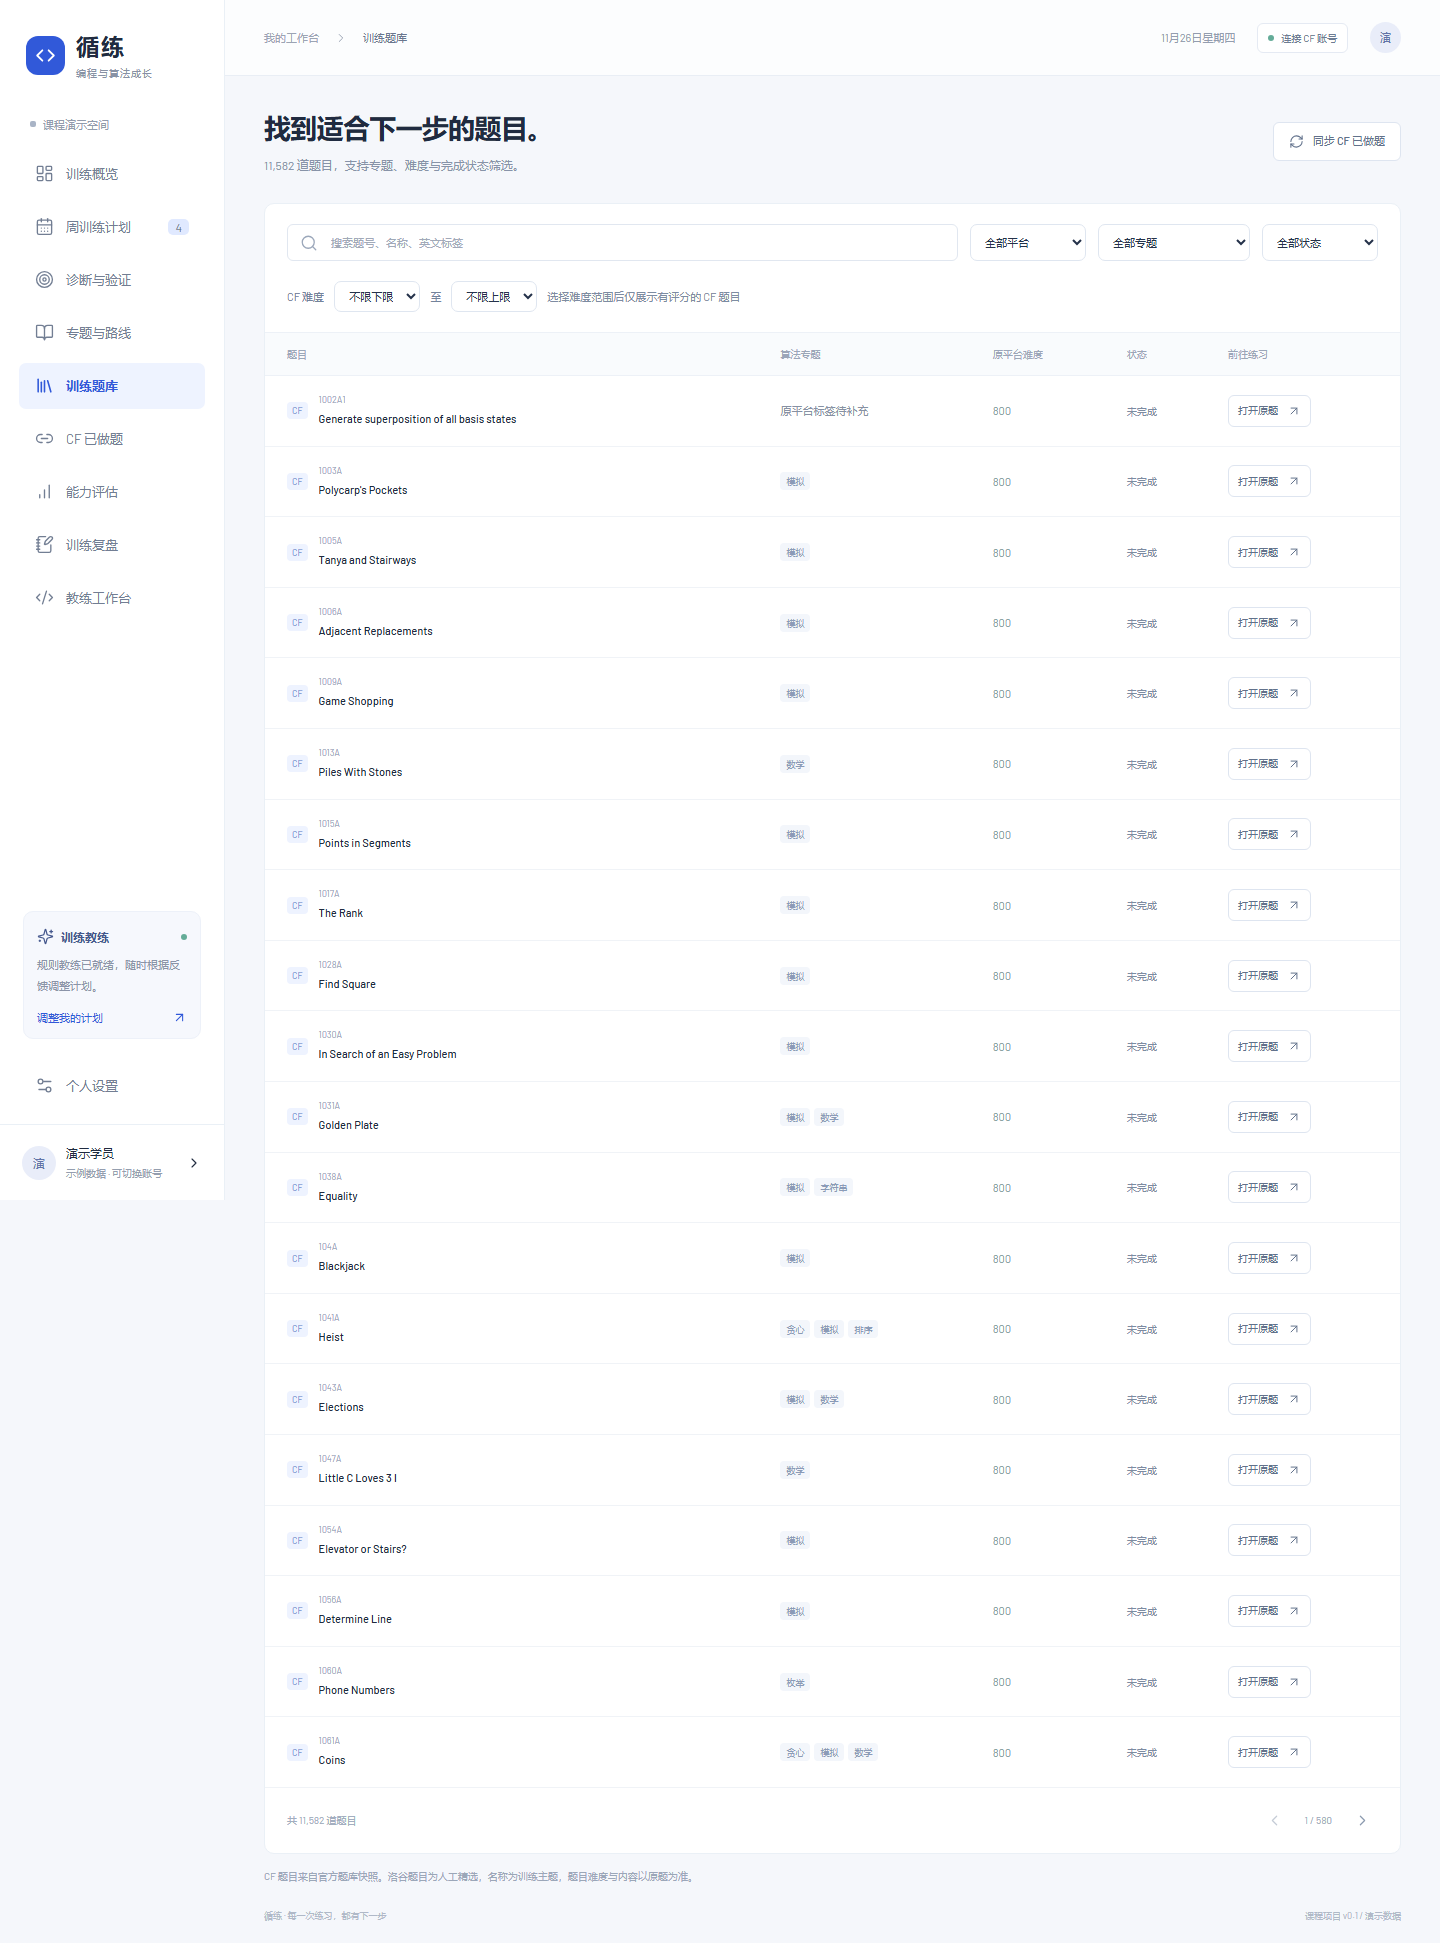 循练
编程与算法成长
课程演示空间
训练概览
周训练计划 4
诊断与验证
专题与路线
训练题库
CF 已做题
能力评估
训练复盘
教练工作台
训练教练
规则教练已就绪，随时根据反
馈调整计划。
调整我的计划
个人设置
演
演示学员
示例数据 · 可切换账号
我的工作台 训练题库
11月26日星期四
连接 CF 账号
演
找到适合下一步的题目。
11,582 道题目，支持专题、难度与完成状态筛选。
同步 CF 已做题
搜索题号、名称、英文标签
全部平台
全部专题
全部状态
CF 难度 不限下限 至 不限上限 选择难度范围后仅展示有评分的 CF 题目
题目 算法专题 原平台难度 状态 前往练习
1002A1
CF Generate superposition of all basis states 原平台标签待补充 800 未完成 打开原题
1003A
CF Polycarp's Pockets 模拟 800 未完成 打开原题
1005A
CF Tanya and Stairways 模拟 800 未完成 打开原题
1006A
CF Adjacent Replacements 模拟 800 未完成 打开原题
1009A
CF Game Shopping 模拟 800 未完成 打开原题
1013A
CF Piles With Stones 数学 800 未完成 打开原题
1015A
CF Points in Segments 模拟 800 未完成 打开原题
1017A
CF The Rank 模拟 800 未完成 打开原题
1028A
CF Find Square 模拟 800 未完成 打开原题
1030A
CF In Search of an Easy Problem 模拟 800 未完成 打开原题
1031A
CF Golden Plate 模拟 数学 800 未完成 打开原题
1038A
CF Equality 模拟 字符串 800 未完成 打开原题
104A
CF Blackjack 模拟 800 未完成 打开原题
1041A
CF Heist 贪心 模拟 排序 800 未完成 打开原题
1043A
CF Elections 模拟 数学 800 未完成 打开原题
1047A
CF Little C Loves 3 I 数学 800 未完成 打开原题
1054A
CF Elevator or Stairs? 模拟 800 未完成 打开原题
1056A
CF Determine Line 模拟 800 未完成 打开原题
1060A
CF Phone Numbers 枚举 800 未完成 打开原题
1061A
CF Coins 贪心 模拟 数学 800 未完成 打开原题
共 11,582 道题目
1 / 580
CF 题目来自官方题库快照。洛谷题目为人工精选，名称为训练主题，题目难度与内容以原题为准。
循练 · 每一次练习，都有下一步
课程项目 v0.1 / 演示数据